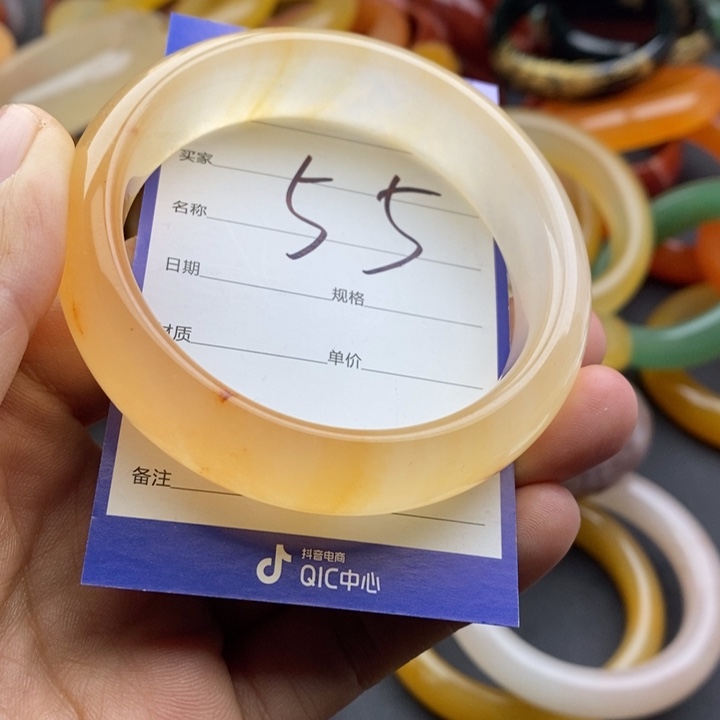 买家
55
名称
日期 规格
材质 单价
备注
抖音电商
QIC中心